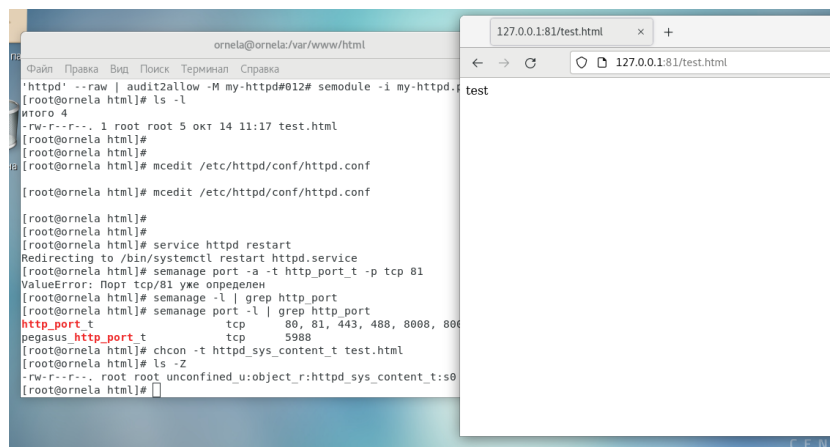 ornela@ornela:/var/www/html
Файл Правка Вид Поиск Терминал Справка
'httpd' --raw | audit2allow -M my-httpd#012# semodule -i my-httpd.p
[root@ornela html]# ls -l
итого 4
-rw-r--r--. 1 root root 5 окт 14 11:17 test.html
[root@ornela html]#
[root@ornela html]#
[root@ornela html]# mcedit /etc/httpd/conf/httpd.conf
[root@ornela html]# mcedit /etc/httpd/conf/httpd.conf
[root@ornela html]#
[root@ornela html]#
[root@ornela html]# service httpd restart
Redirecting to /bin/systemctl restart httpd.service
[root@ornela html]# semanage port -a -t http_port_t -p tcp 81
ValueError: Порт tcp/81 уже определен
[root@ornela html]# semanage -l | grep http_port
[root@ornela html]# semanage port -l | grep http_port
http_port_t tcp 80, 81, 443, 488, 8008, 800
pegasus_http_port_t tcp 5988
[root@ornela html]# chcon -t httpd_sys_content_t test.html
[root@ornela html]# ls -Z
-rw-r--r--. root root unconfined_u:object_r:httpd_sys_content_t:s0
[root@ornela html]#
127.0.0.1:81/test.html
127.0.0.1:81/test.html
test